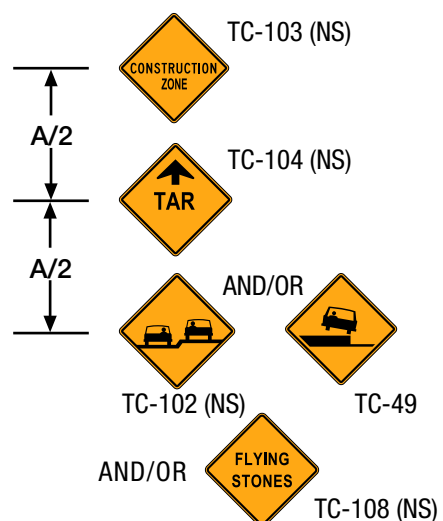 TC-103 (NS)
CONSTRUCTION
ZONE
A/2
TC-104 (NS)
TAR
A/2
AND/OR
TC-102 (NS)
TC-49
AND/OR
FLYING
STONES
TC-108 (NS)